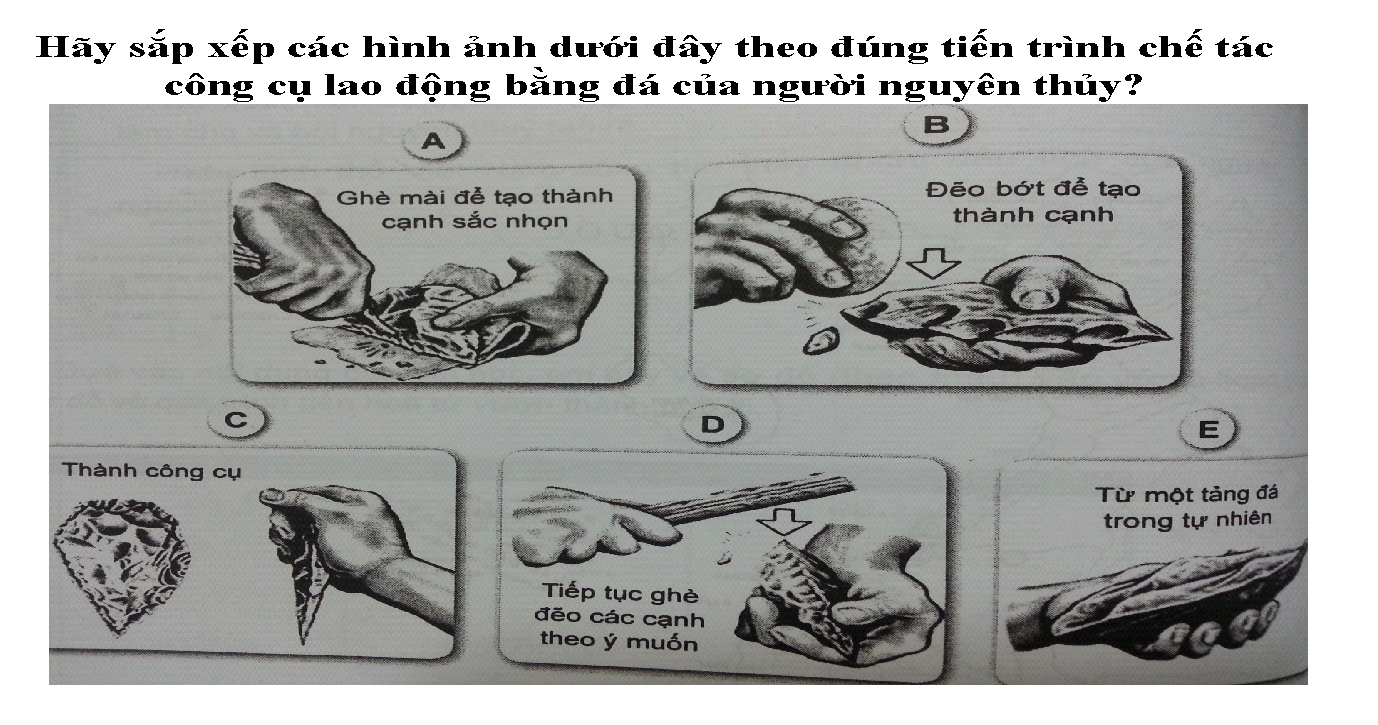 Hãy sắp xếp các hình ảnh dưới đây theo đúng tiến trình chế tác
công cụ lao động bằng đá của người nguyên thủy?
A
Ghè mài để tạo thành
cạnh sắc nhọn
B
Đẽo bớt để tạo
thành cạnh
C
Thành công cụ
D
Tiếp tục ghè
đẽo các cạnh
theo ý muốn
E
Từ một tảng đá
trong tự nhiên